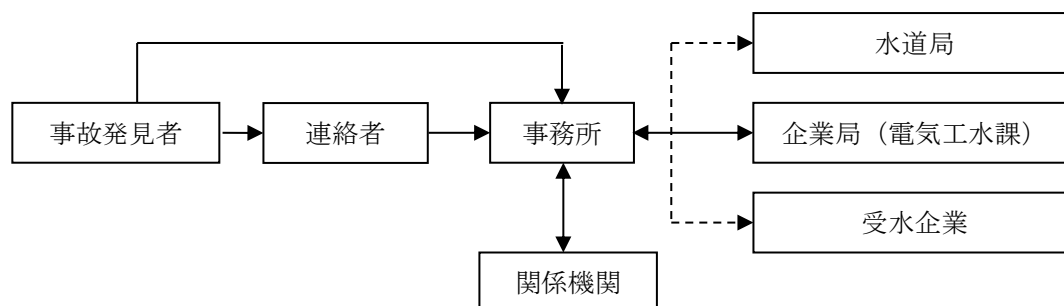 水道局
事故発見者
連絡者
事務所
企業局（電気工水課）
受水企業
関係機関